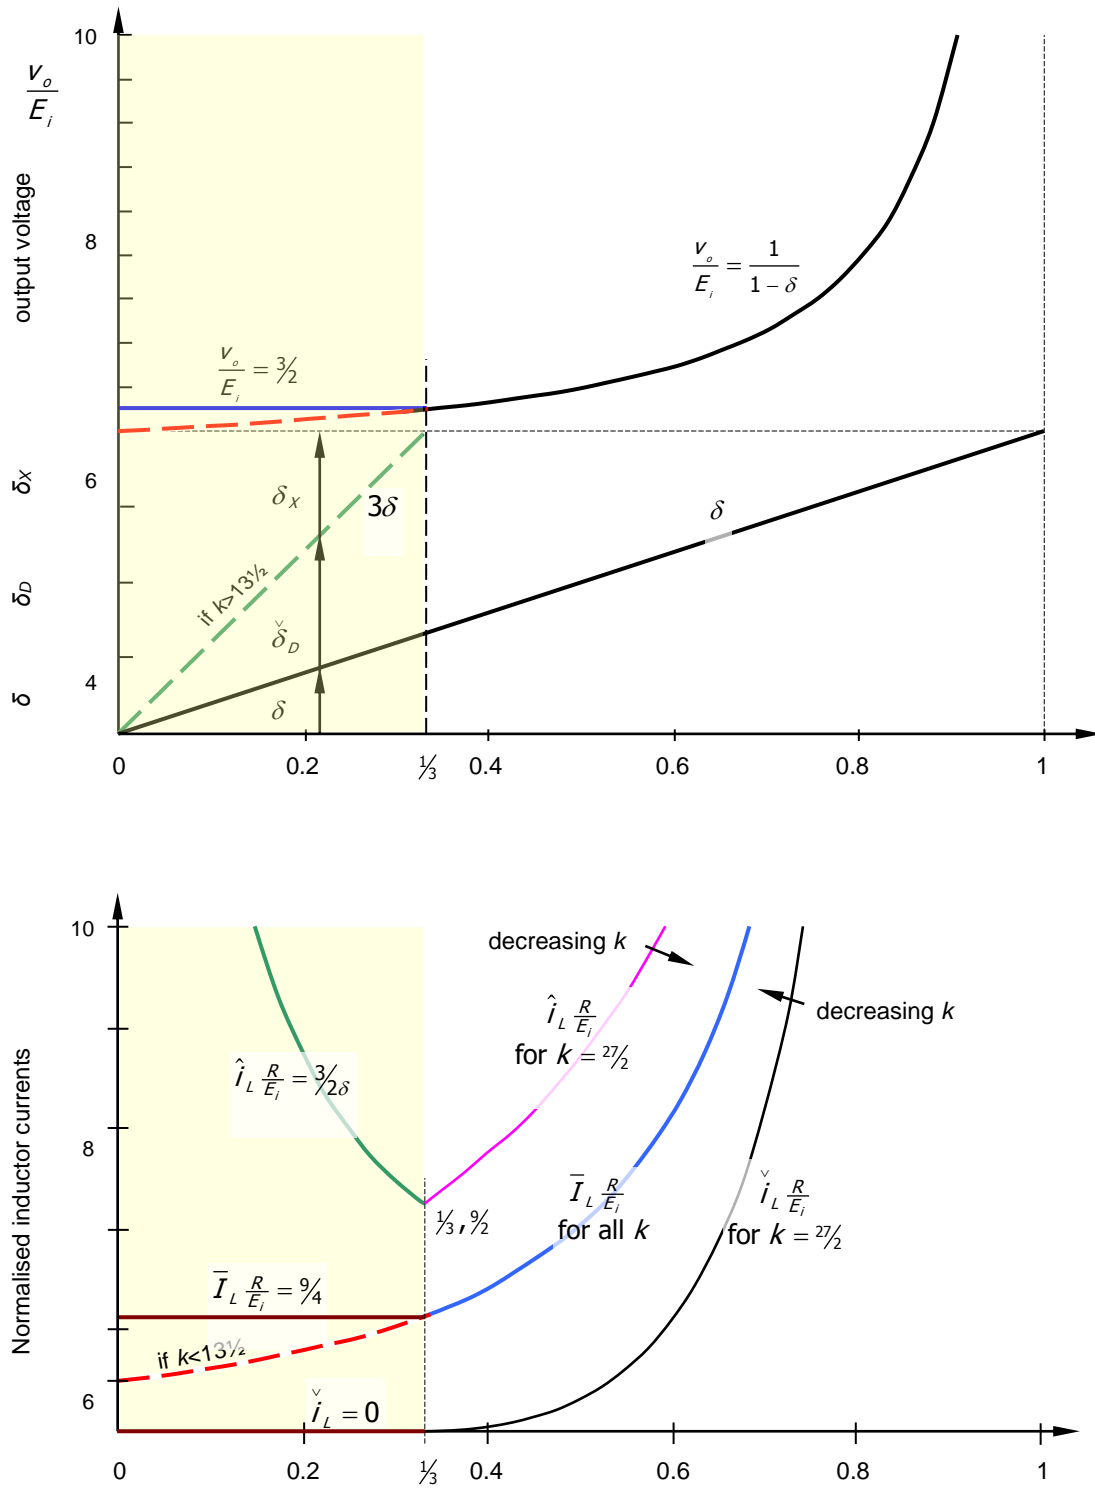 10
v_o / E_i
output voltage
8
v_o / E_i = 1 / (1 − δ)
v_o / E_i = 3/2
6
δ_X
δ_X
3δ
δ
if k>13½
δ_D
δ̌_D
4
δ
δ
0 0.2 ⅓ 0.4 0.6 0.8 1
10
decreasing k
decreasing k
î_L R/E_i
for k = 27/2
î_L R/E_i = 3/2δ
Normalised inductor currents
8
Ī_L R/E_i
for all k
ǐ_L R/E_i
for k = 27/2
⅓, 9/2
Ī_L R/E_i = 9/4
if k<13½
6
ǐ_L = 0
0 0.2 ⅓ 0.4 0.6 0.8 1